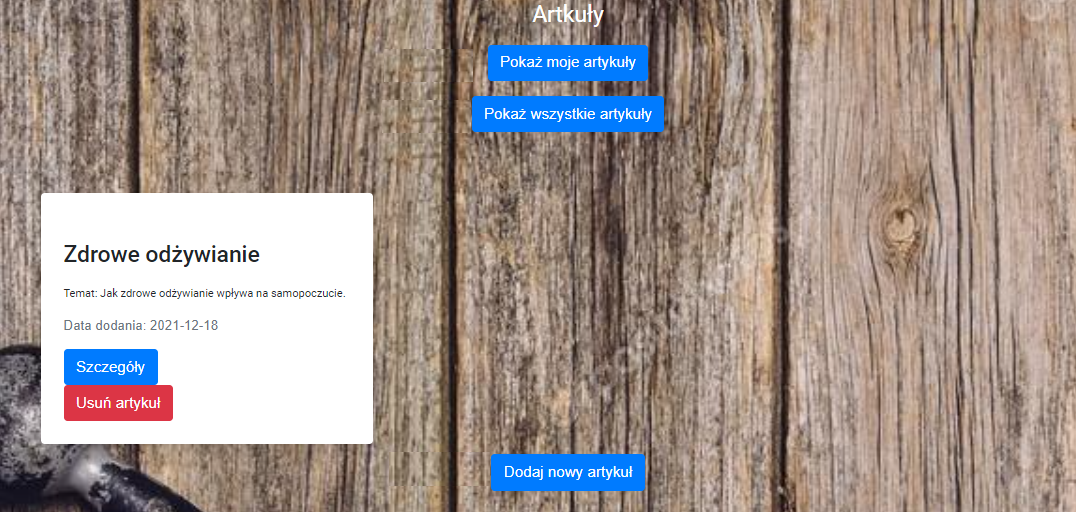 Artkuły
Pokaż moje artykuły
Pokaż wszystkie artykuły
Zdrowe odżywianie
Temat: Jak zdrowe odżywianie wpływa na samopoczucie.
Data dodania: 2021-12-18
Szczegóły
Usuń artykuł
Dodaj nowy artykuł